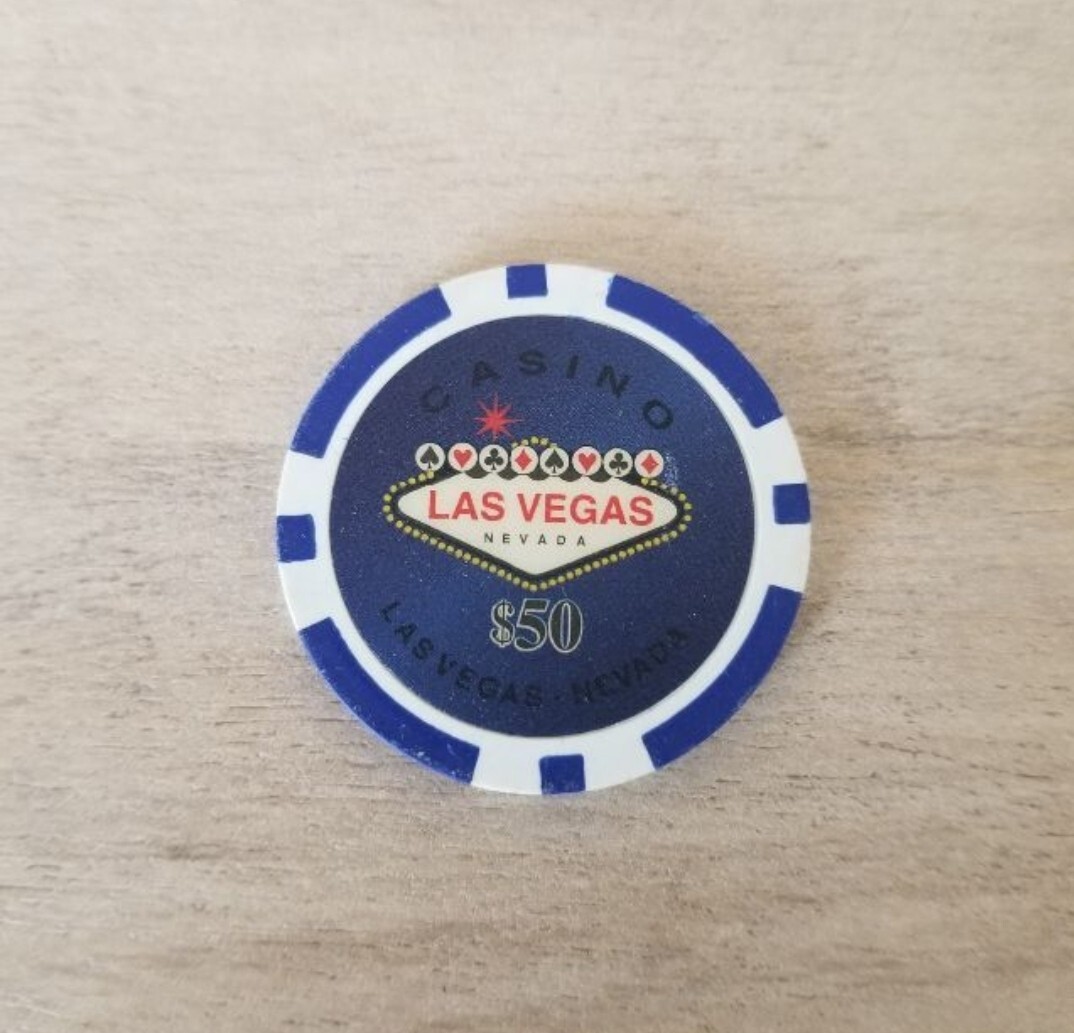 CASINO
LAS VEGAS
NEVADA
$50
LAS VEGAS · NEVADA